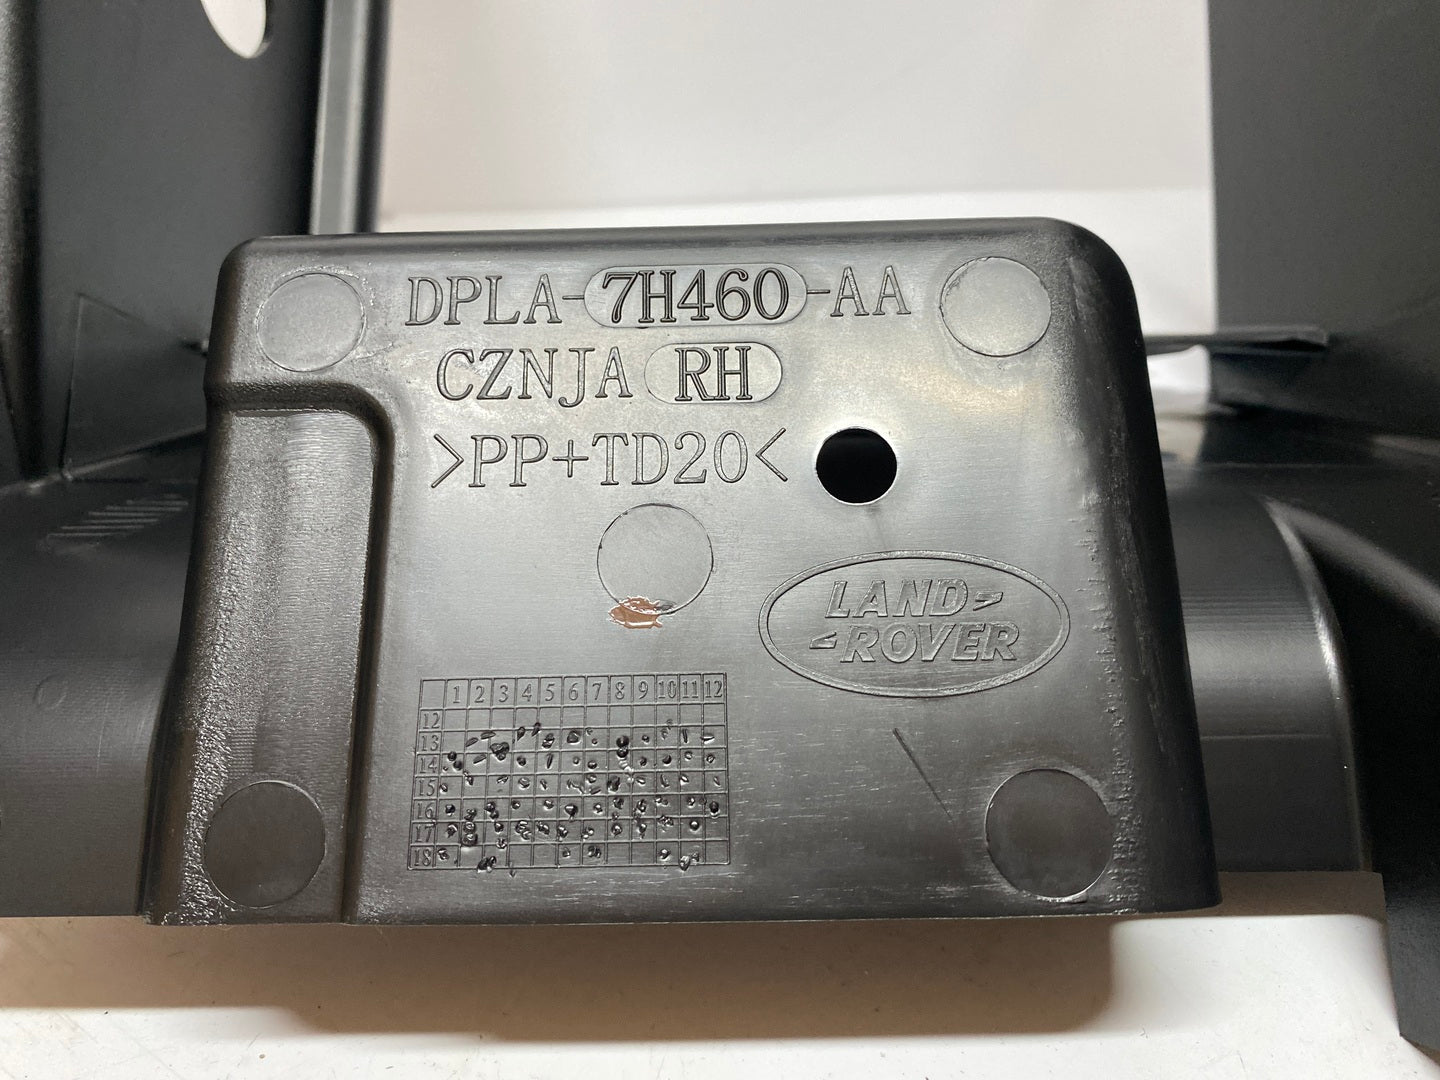 DPLA-7H460-AA
CZNJA RH
>PP+TD20<
LAND
ROVER
1 2 3 4 5 6 7 8 9 10 11 12
12
13
14
15
16
17
18